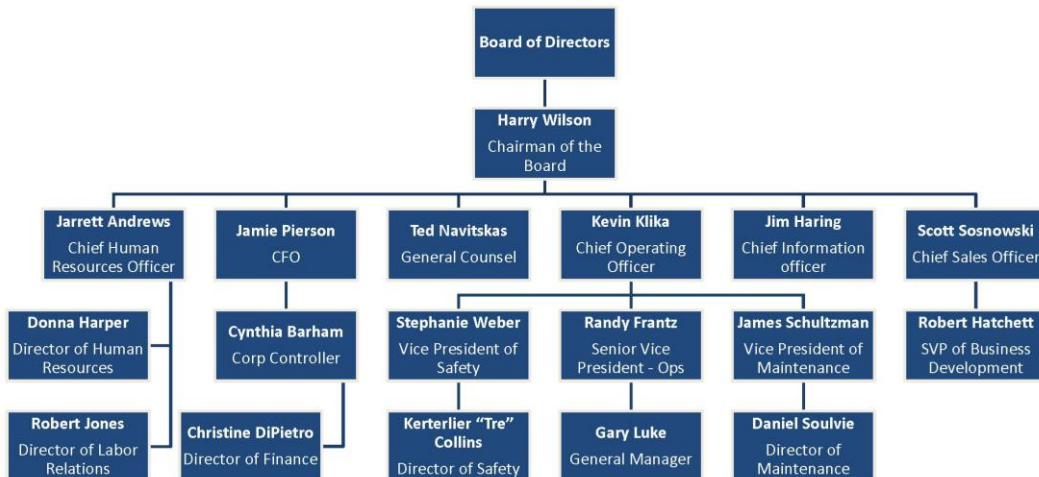 Board of Directors
Harry Wilson
Chairman of the
Board
Jarrett Andrews
Chief Human
Resources Officer
Jamie Pierson
CFO
Ted Navitskas
General Counsel
Kevin Klika
Chief Operating
Officer
Jim Haring
Chief Information
officer
Scott Sosnowski
Chief Sales Officer
Donna Harper
Director of Human
Resources
Cynthia Barham
Corp Controller
Stephanie Weber
Vice President of
Safety
Randy Frantz
Senior Vice
President - Ops
James Schultzman
Vice President of
Maintenance
Robert Hatchett
SVP of Business
Development
Robert Jones
Director of Labor
Relations
Christine DiPietro
Director of Finance
Kerterlier “Tre”
Collins
Director of Safety
Gary Luke
General Manager
Daniel Soulvie
Director of
Maintenance